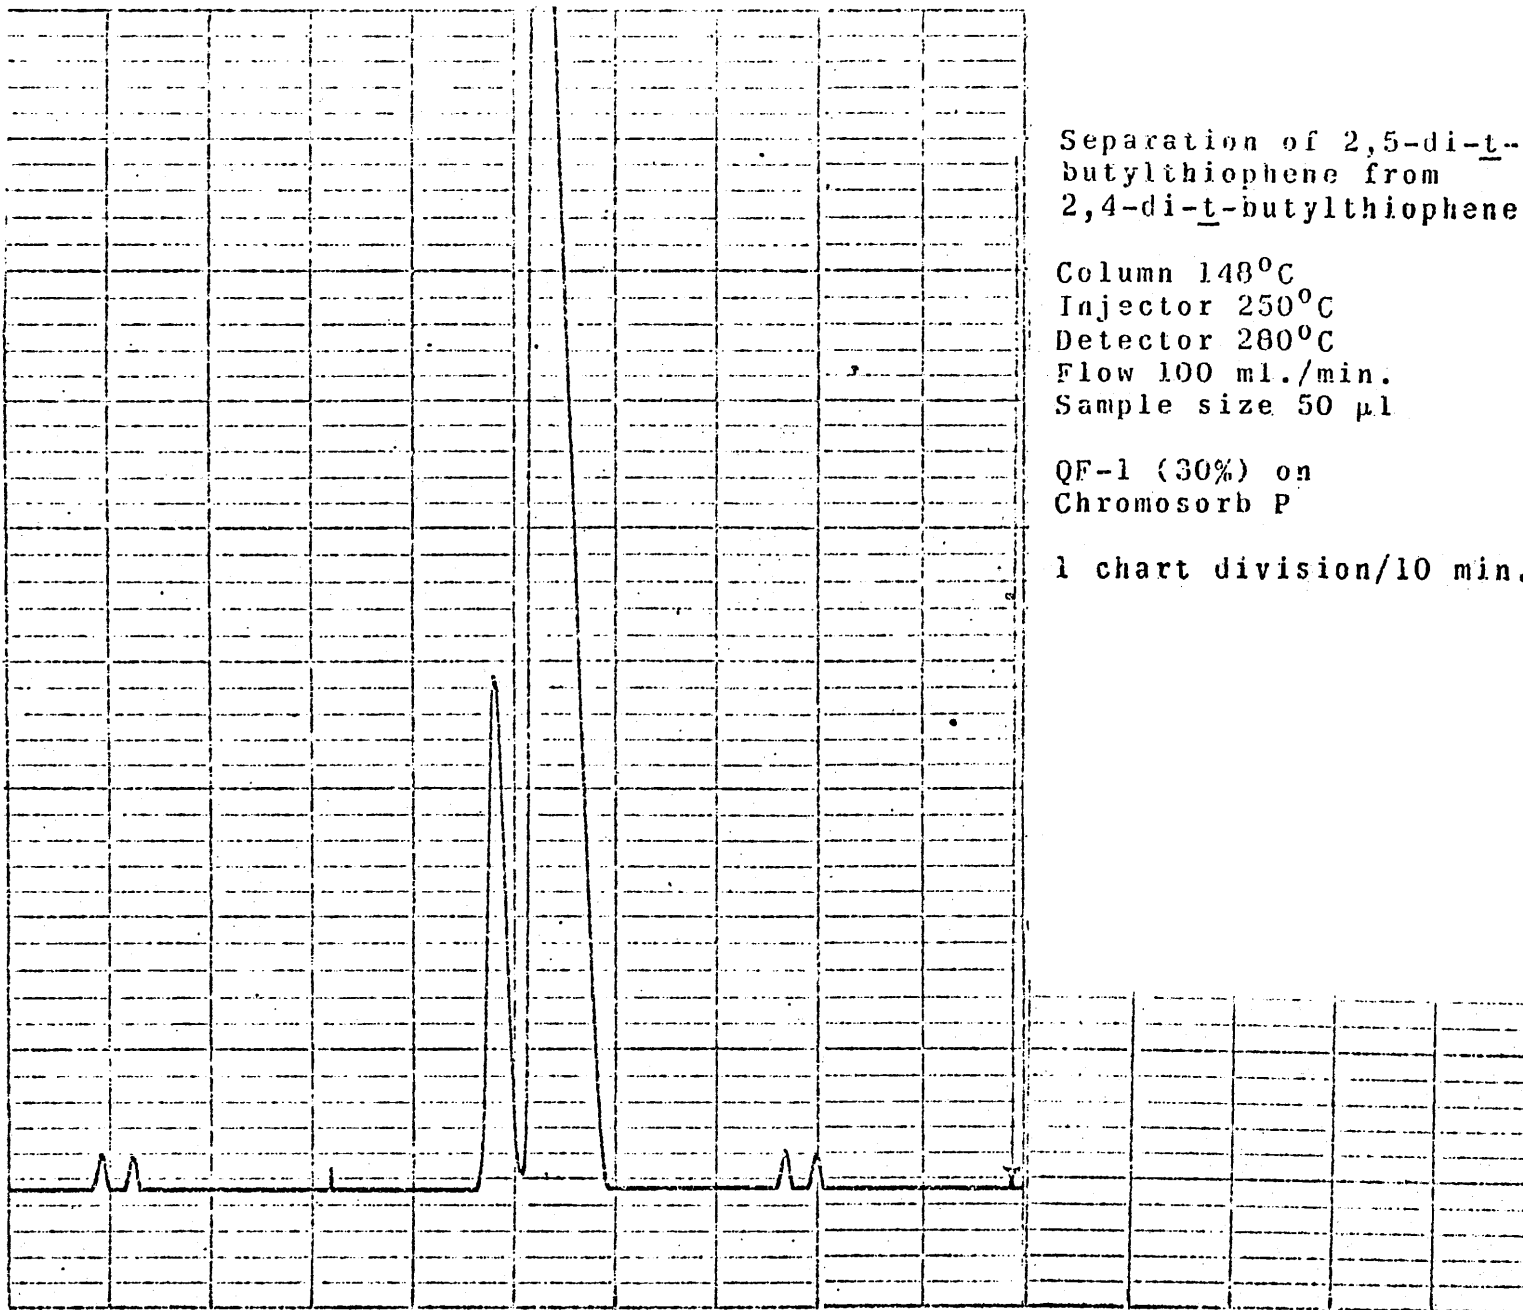 Separation of 2,5-di-t-
butylthiophene from
2,4-di-t-butylthiophene
Column 148°C
Injector 250°C
Detector 280°C
Flow 100 ml./min.
Sample size 50 µl
QF-1 (30%) on
Chromosorb P
1 chart division/10 min.